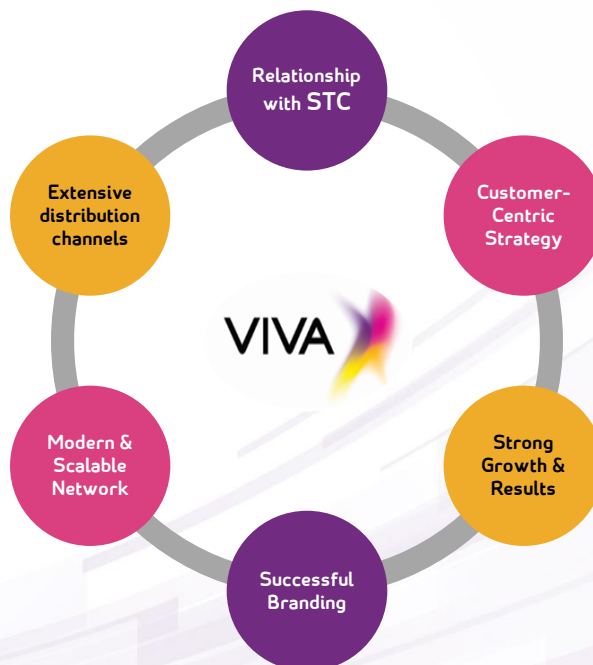 Relationship
with STC
Customer-
Centric
Strategy
Strong
Growth &
Results
Successful
Branding
Modern &
Scalable
Network
Extensive
distribution
channels
VIVA